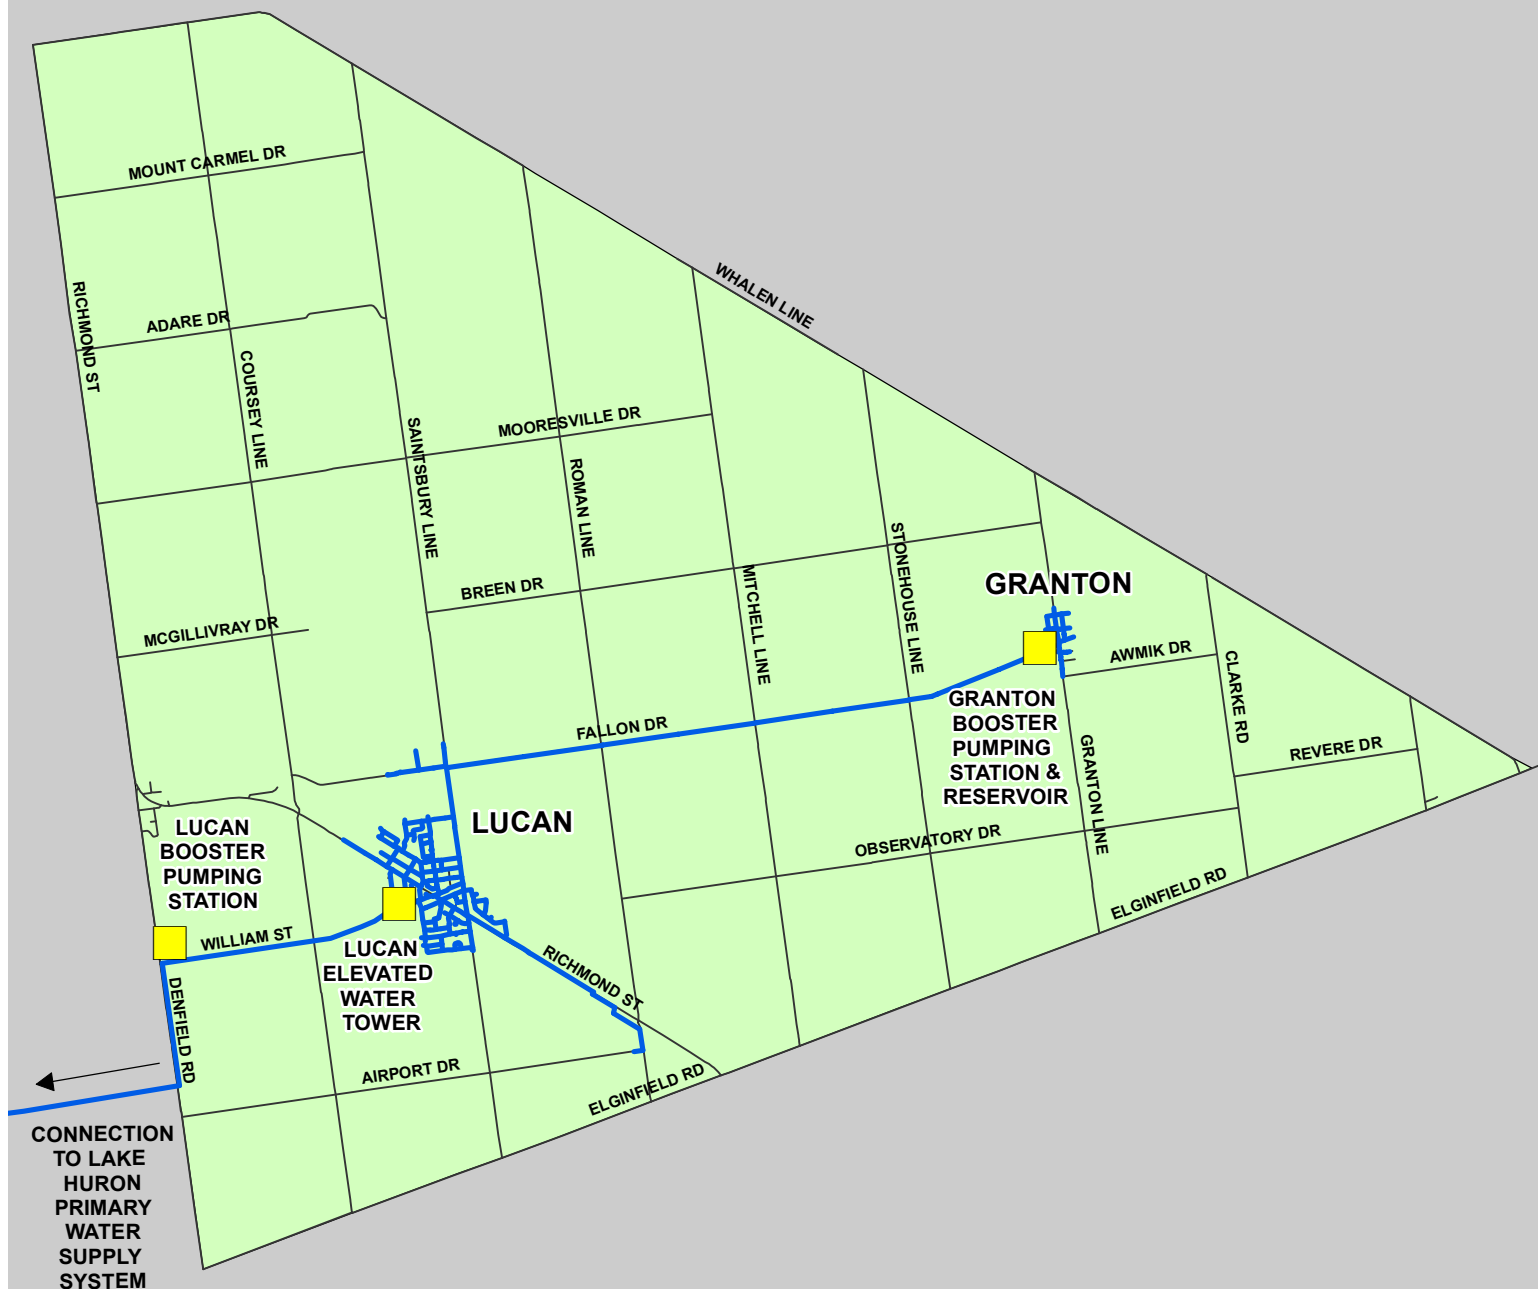 MOUNT CARMEL DR
RICHMOND ST
ADARE DR
COURSEY LINE
WHALEN LINE
SAINTSBURY LINE
MOORESVILLE DR
ROMAN LINE
BREEN DR
MITCHELL LINE
STONEHOUSE LINE
GRANTON
MCGILLIVRAY DR
AWMIK DR
CLARKE RD
FALLON DR
GRANTON
BOOSTER
PUMPING
STATION &
RESERVOIR
GRANTON LINE
REVERE DR
LUCAN
BOOSTER
PUMPING
STATION
LUCAN
OBSERVATORY DR
ELGINFIELD RD
WILLIAM ST
LUCAN
ELEVATED
WATER
TOWER
RICHMOND ST
DENFIELD RD
AIRPORT DR
ELGINFIELD RD
CONNECTION
TO LAKE
HURON
PRIMARY
WATER
SUPPLY
SYSTEM